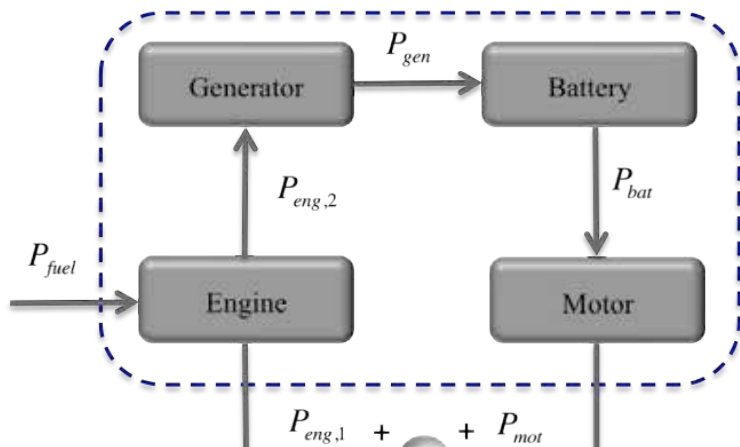 P_gen
Generator
Battery
P_eng,2
P_bat
P_fuel
Engine
Motor
P_eng,1 + + P_mot